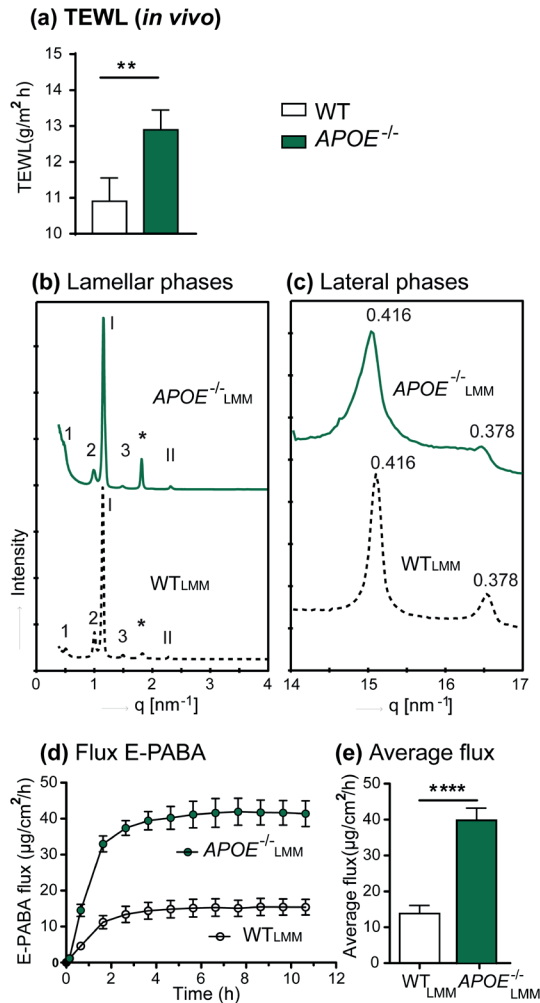 (a) TEWL (in vivo)
15
14
13
12
11
10
TEWL(g/m² h)
**
WT
APOE⁻/⁻
(b) Lamellar phases
(c) Lateral phases
Intensity
1
2
I
3
*
II
APOE⁻/⁻LMM
1
2
I
3
*
II
WTLMM
0 1 2 3 4
q [nm⁻¹]
0.416
APOE⁻/⁻LMM
0.378
0.416
WTLMM
0.378
14 15 16 17
q [nm⁻¹]
(d) Flux E-PABA
50
40
30
20
10
0
E-PABA flux (µg/cm²/h)
APOE⁻/⁻LMM
WTLMM
0 2 4 6 8 10 12
Time (h)
(e) Average flux
50
40
30
20
10
0
Average flux(µg/cm²/h)
****
WTLMM APOE⁻/⁻LMM